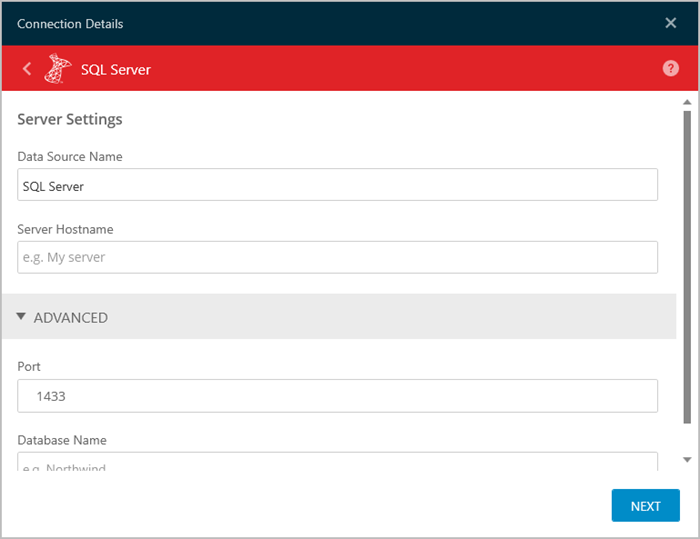 Connection Details
SQL Server
?
Server Settings
Data Source Name
SQL Server
Server Hostname
e.g. My server
ADVANCED
Port
1433
Database Name
e.g. Northwind
NEXT